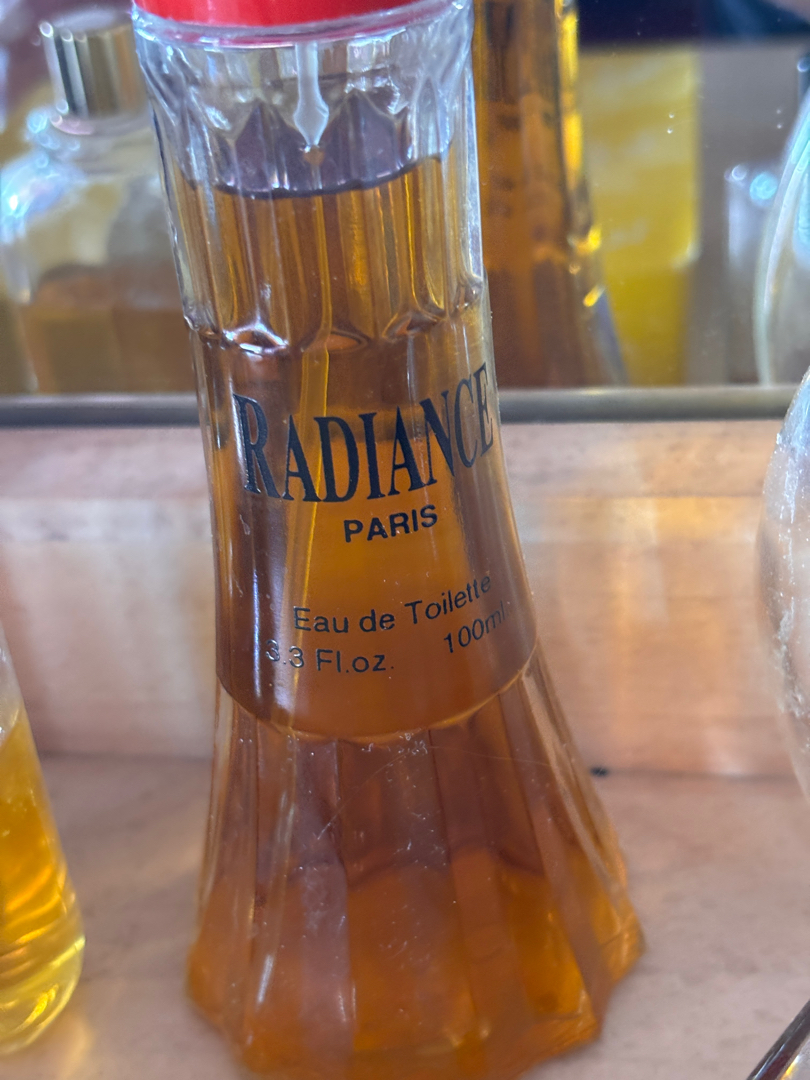 RADIANCE
PARIS
Eau de Toilette
3.3 Fl.oz. 100ml